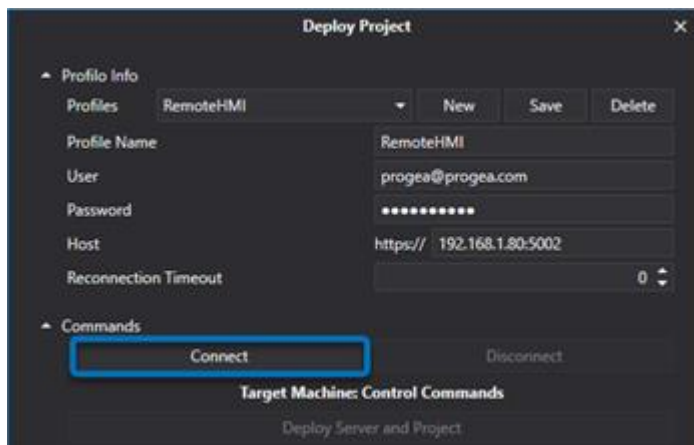 Deploy Project
Profilo Info
Profiles RemoteHMI New Save Delete
Profile Name RemoteHMI
User progea@progea.com
Password ••••••••••
Host https:// 192.168.1.80:5002
Reconnection Timeout 0
Commands
Connect Disconnect
Target Machine: Control Commands
Deploy Server and Project